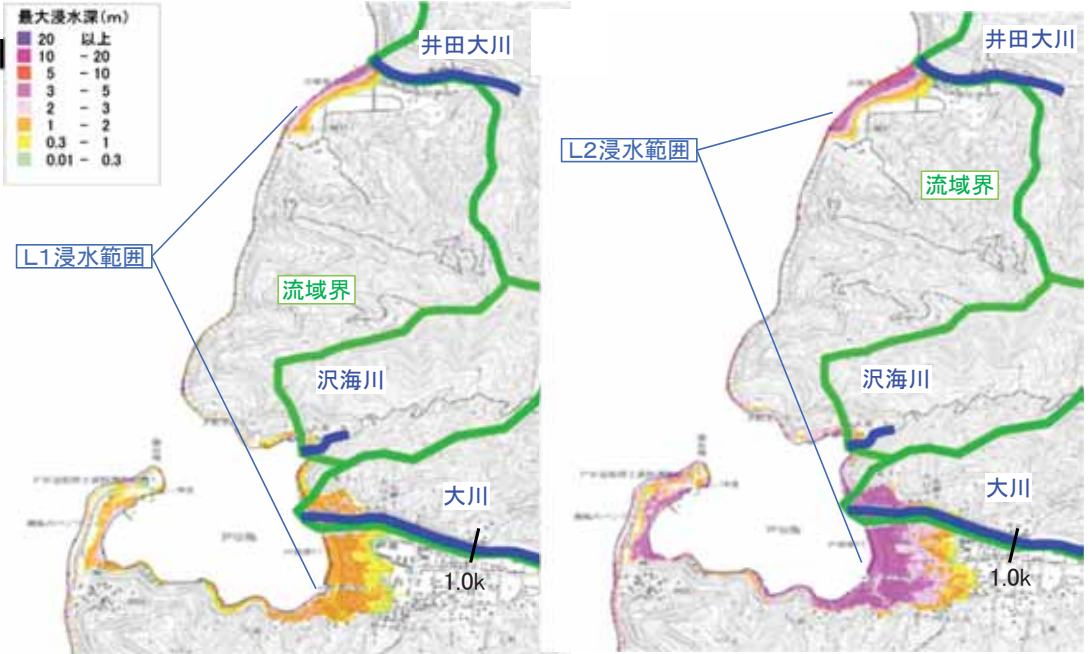 最大浸水深(m)
20 以上
10 - 20
5 - 10
3 - 5
2 - 3
1 - 2
0.3 - 1
0.01 - 0.3
井田大川
L1浸水範囲
流域界
沢海川
大川
1.0k
井田大川
L2浸水範囲
流域界
沢海川
大川
1.0k